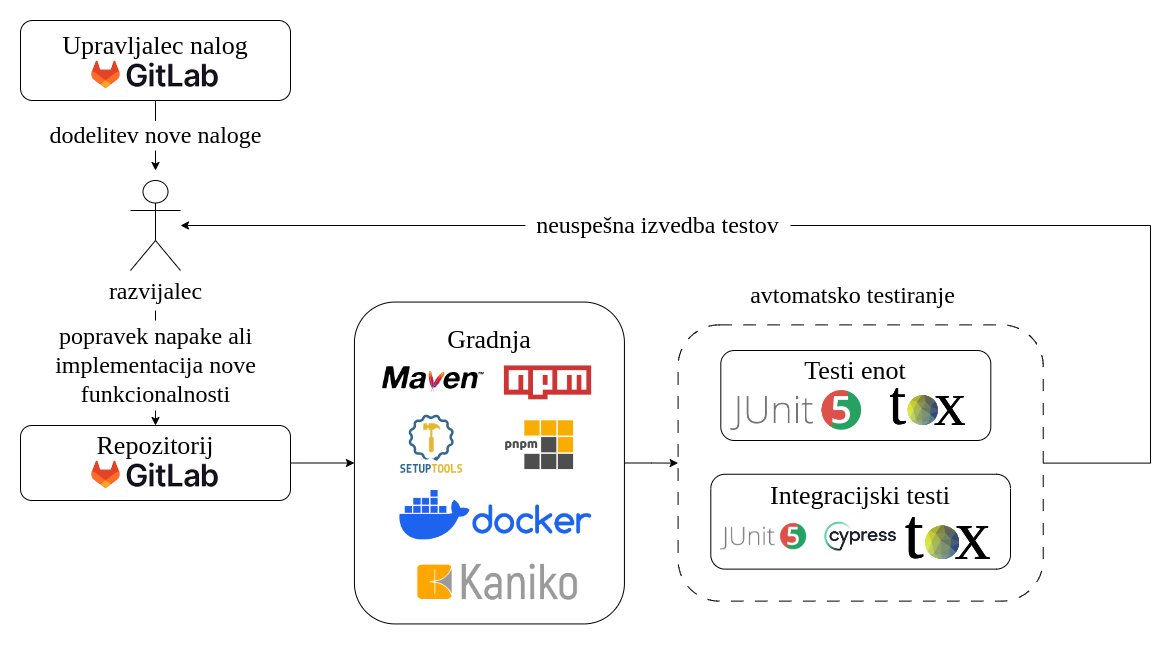 Upravljalec nalog
GitLab
dodelitev nove naloge
neuspešna izvedba testov
razvijalec
popravek napake ali
implementacija nove
funkcionalnosti
Repozitorij
GitLab
Gradnja
Maven™
npm
SETUPTOOLS
pnpm
docker
Kaniko
avtomatsko testiranje
Testi enot
JUnit 5 tox
Integracijski testi
JUnit 5 cypress tox